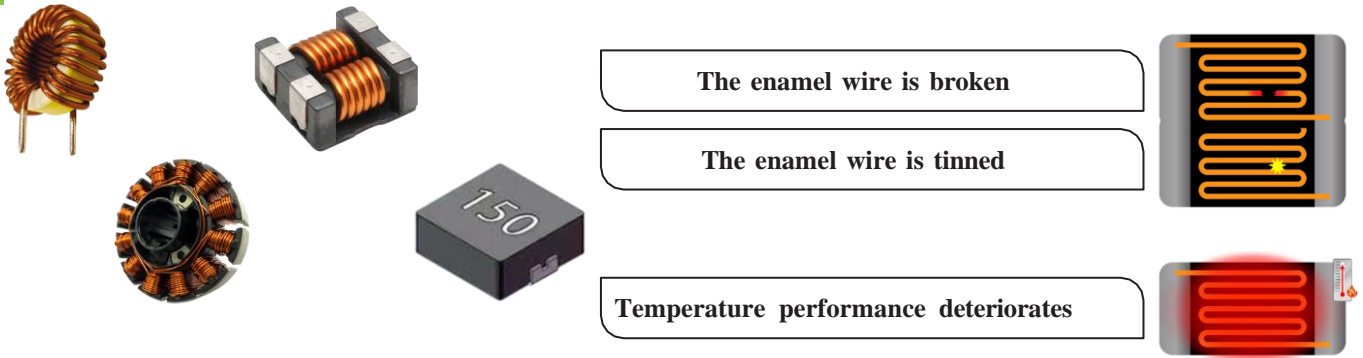 The enamel wire is broken
The enamel wire is tinned
150
Temperature performance deteriorates